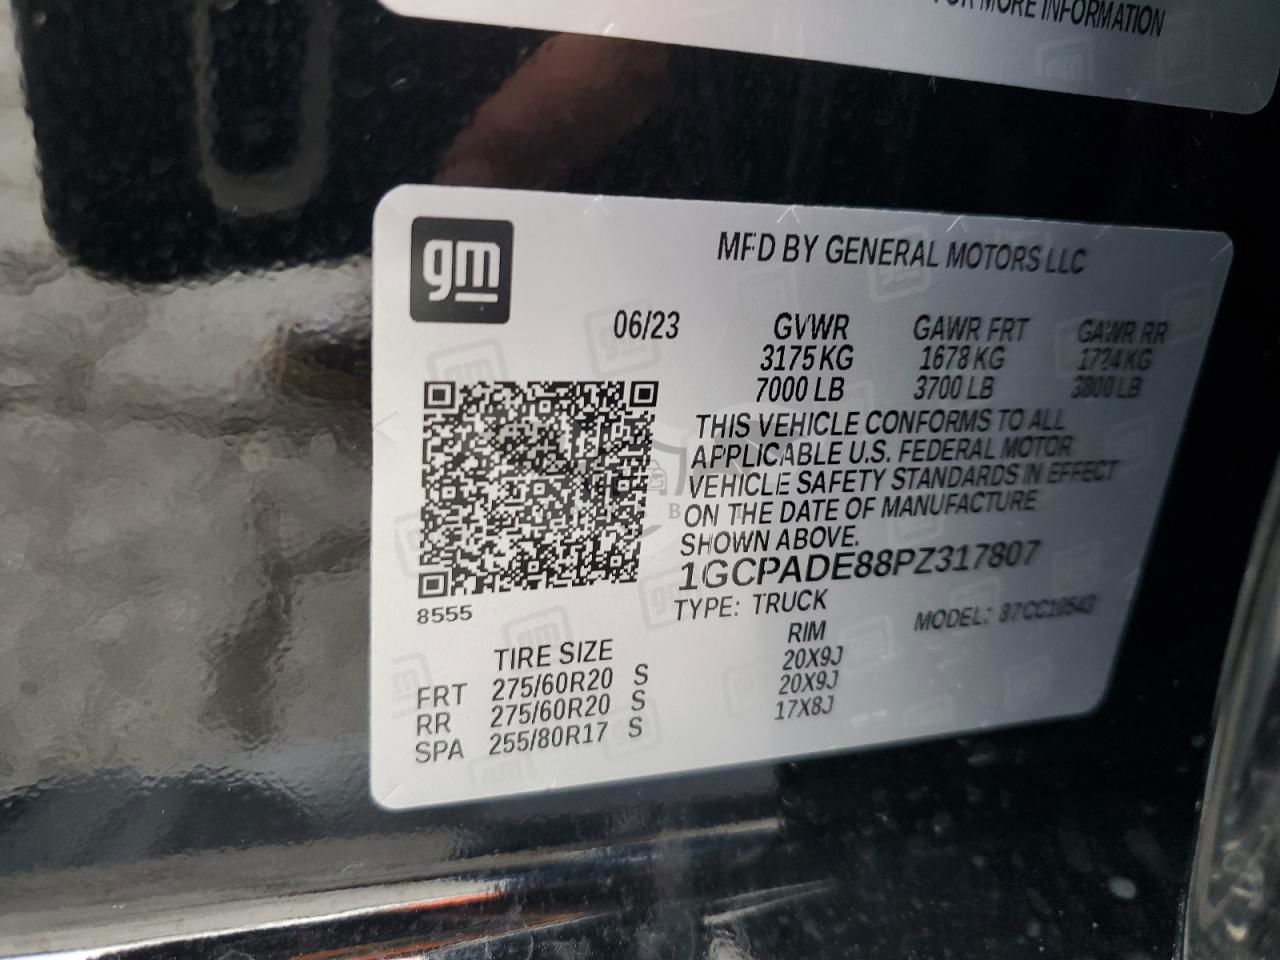 FOR MORE INFORMATION
gm
MFD BY GENERAL MOTORS LLC
06/23 GVWR GAWR FRT GAWR RR
3175 KG 1678 KG 1724 KG
7000 LB 3700 LB 3800 LB
THIS VEHICLE CONFORMS TO ALL
APPLICABLE U.S. FEDERAL MOTOR
VEHICLE SAFETY STANDARDS IN EFFECT
ON THE DATE OF MANUFACTURE
SHOWN ABOVE.
1GCPADE88PZ317807
8555
TYPE: TRUCK MODEL:
TIRE SIZE RIM
FRT 275/60R20 S 20X9J
RR 275/60R20 S 20X9J
SPA 255/80R17 S 17X8J